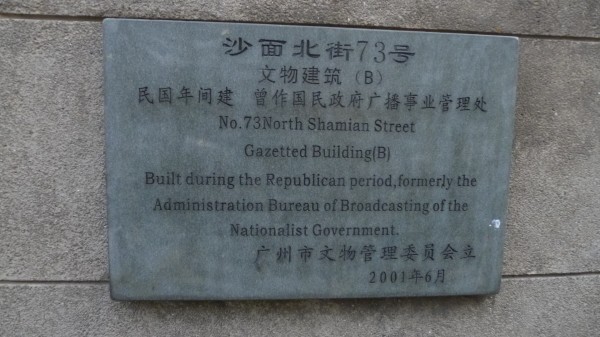 沙面北街73号
文物建筑（B）
民国年间建 曾作国民政府广播事业管理处
No.73North Shamian Street
Gazetted Building(B)
Built during the Republican period,formerly the
Administration Bureau of Broadcasting of the
Nationalist Government.
广州市文物管理委员会立
2001年6月